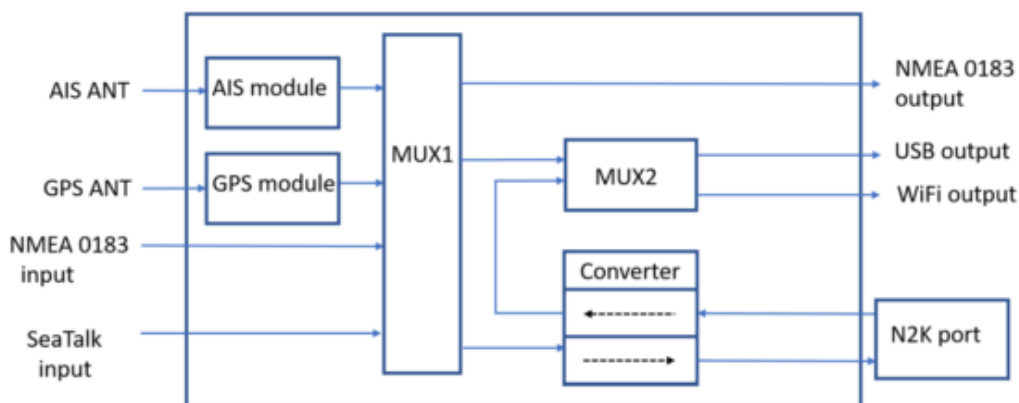 AIS ANT
AIS module
GPS ANT
GPS module
NMEA 0183
input
SeaTalk
input
MUX1
MUX2
Converter
NMEA 0183
output
USB output
WiFi output
N2K port